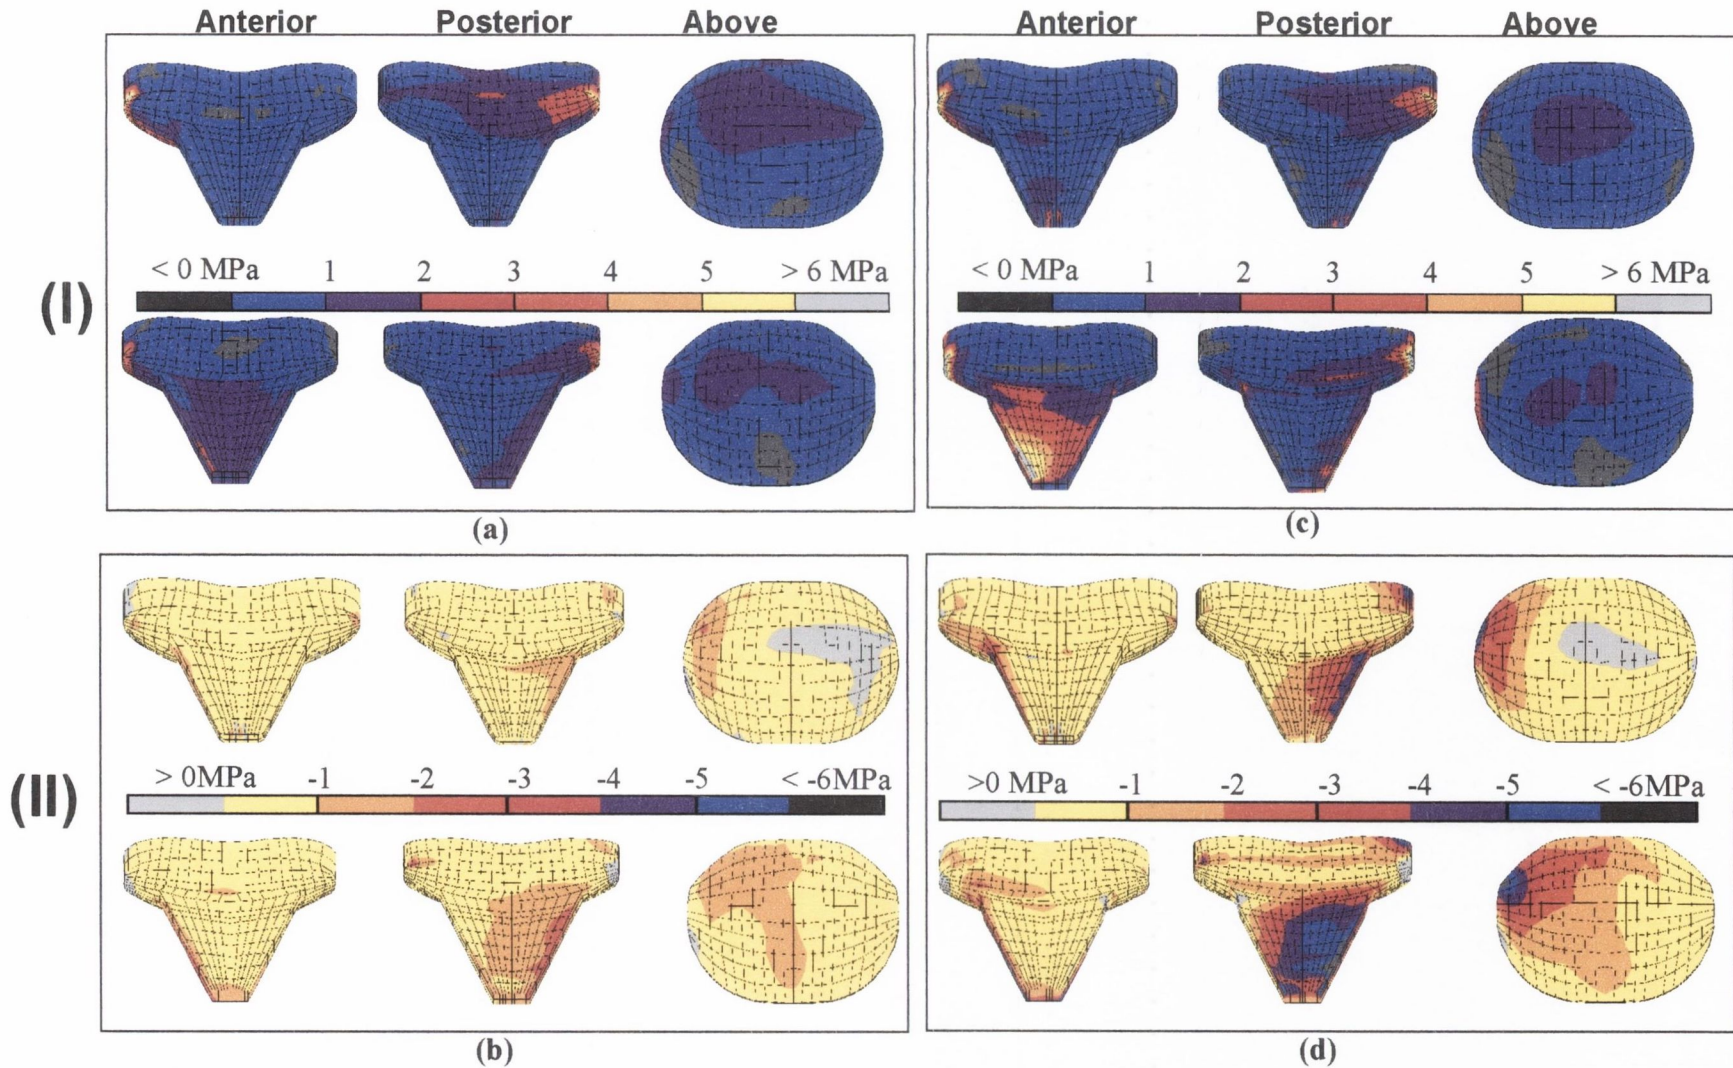 Anterior Posterior Above Anterior Posterior Above
< 0 MPa 1 2 3 4 5 > 6 MPa
< 0 MPa 1 2 3 4 5 > 6 MPa
(I)
(a)
(c)
> 0MPa -1 -2 -3 -4 -5 < -6MPa
>0 MPa -1 -2 -3 -4 -5 < -6MPa
(II)
(b)
(d)